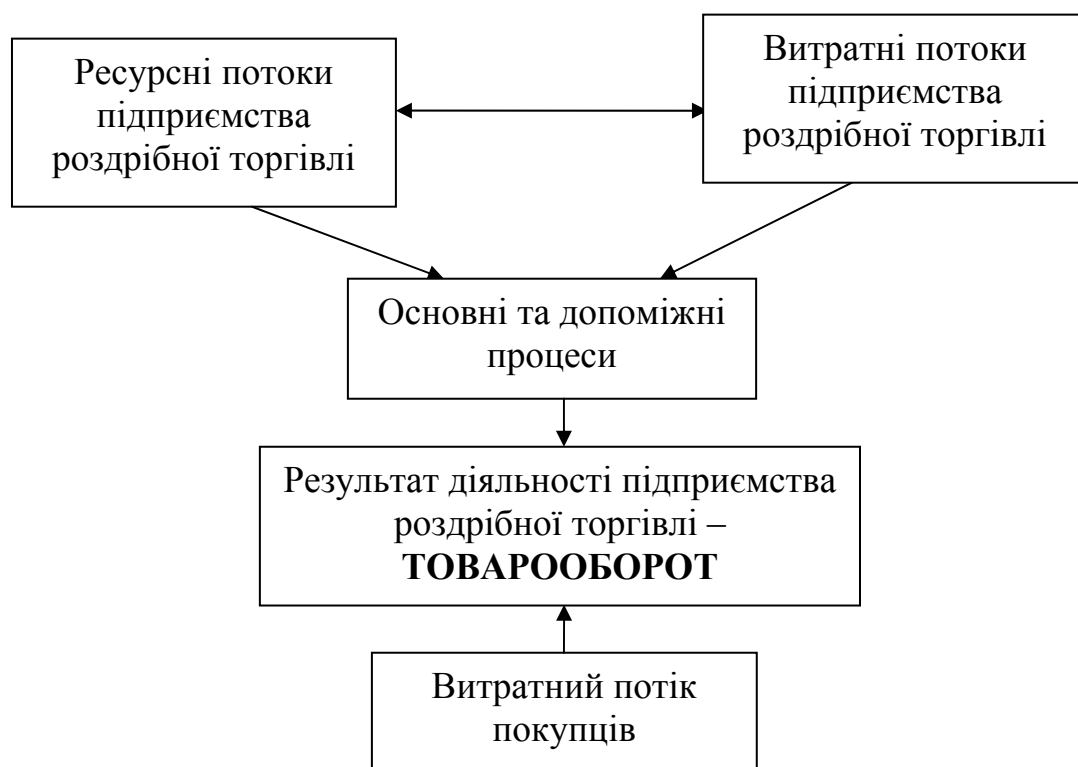 Ресурсні потоки
підприємства
роздрібної торгівлі
Витратні потоки
підприємства
роздрібної торгівлі
Основні та допоміжні
процеси
Результат діяльності підприємства
роздрібної торгівлі –
ТОВАРООБОРОТ
Витратний потік
покупців